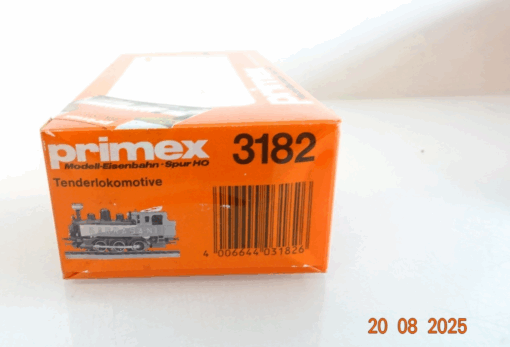 primex 3182
Modell-Eisenbahn · Spur HO
Tenderlokomotive
4 006644 031826
20 08 2025